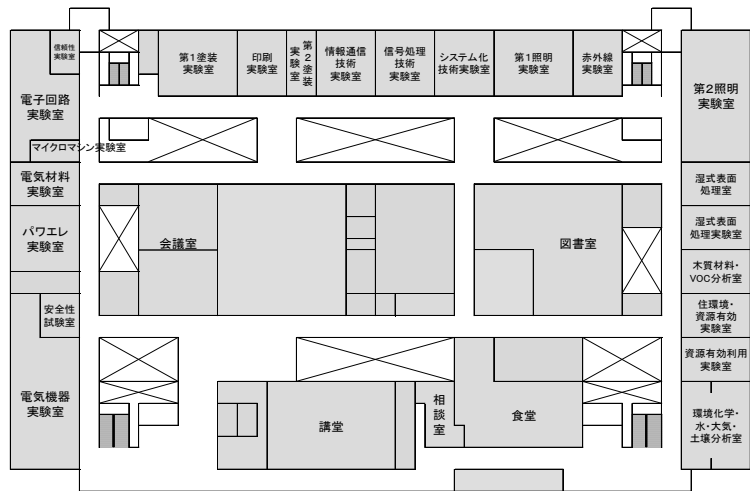 信頼性
実験室
電子回路
実験室
マイクロマシン実験室
電気材料
実験室
パワエレ
実験室
安全性
試験室
電気機器
実験室
第1塗装
実験室
印刷
実験室
第2塗装
実験室
情報通信
技術
実験室
信号処理
技術
実験室
システム化
技術実験室
第1照明
実験室
赤外線
実験室
第2照明
実験室
湿式表面
処理室
湿式表面
処理実験室
木質材料・
VOC分析室
住環境・
資源有効
実験室
資源有効利用
実験室
環境化学・
水・大気・
土壌分析室
会議室
図書室
講堂
相談室
食堂